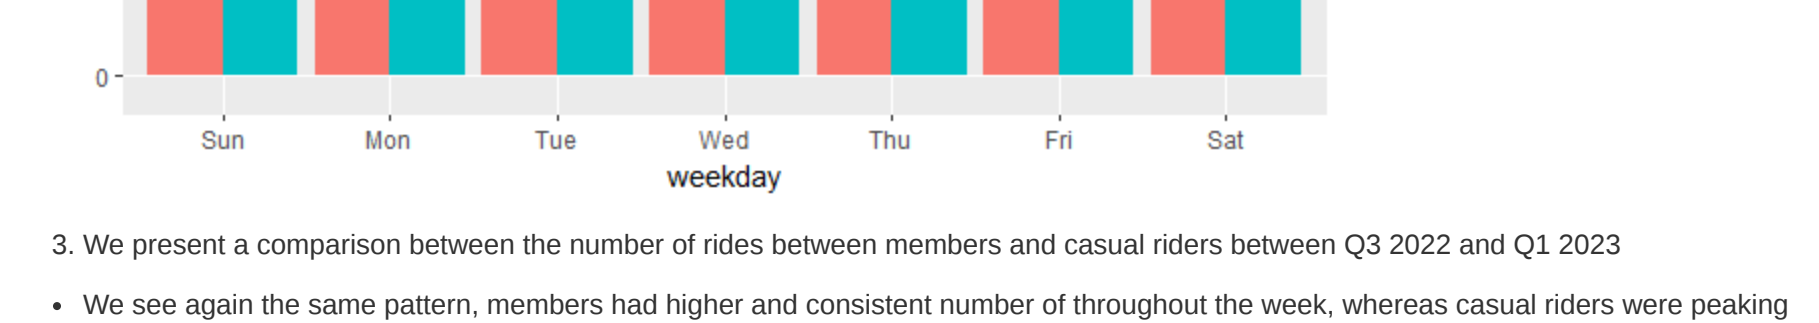 0
Sun Mon Tue Wed Thu Fri Sat
weekday
3. We present a comparison between the number of rides between members and casual riders between Q3 2022 and Q1 2023
• We see again the same pattern, members had higher and consistent number of throughout the week, whereas casual riders were peaking